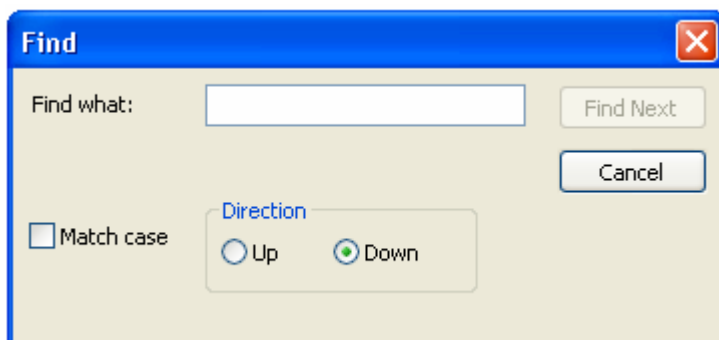 Find
Find what:
Find Next
Cancel
Match case
Direction
Up
Down